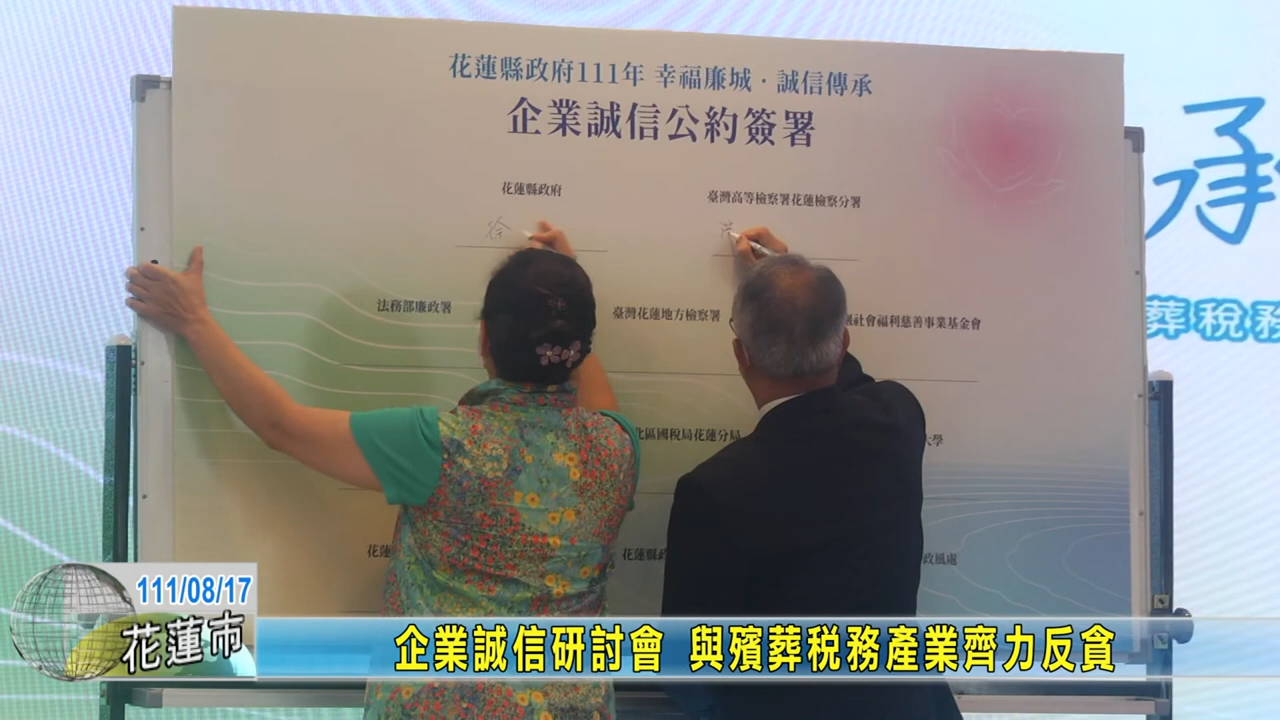 花蓮縣政府111年 幸福廉城．誠信傳承
企業誠信公約簽署
花蓮縣政府
臺灣高等檢察署花蓮檢察分署
徐
法務部廉政署
臺灣花蓮地方檢察署
社會福利慈善事業基金會
北區國稅局花蓮分局
大學
花蓮
花蓮縣政
政風處
承
葬稅務
111/08/17
花蓮市
企業誠信研討會 與殯葬稅務產業齊力反貪